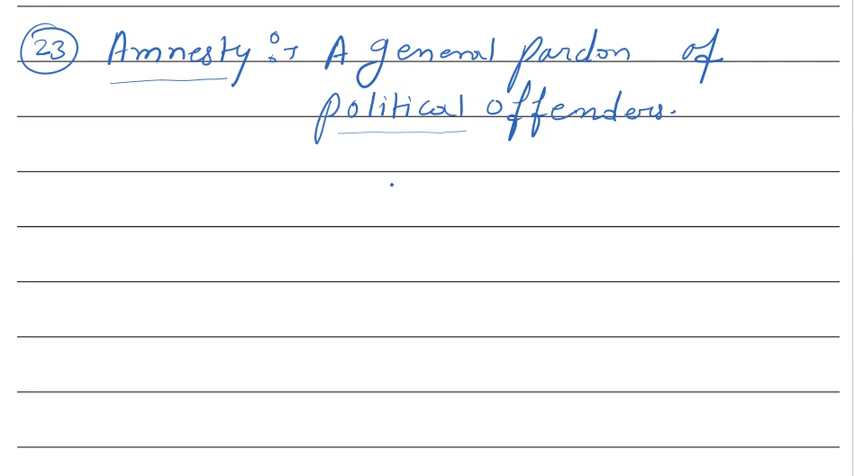 23 Amnesty :- A general pardon of
political offenders.